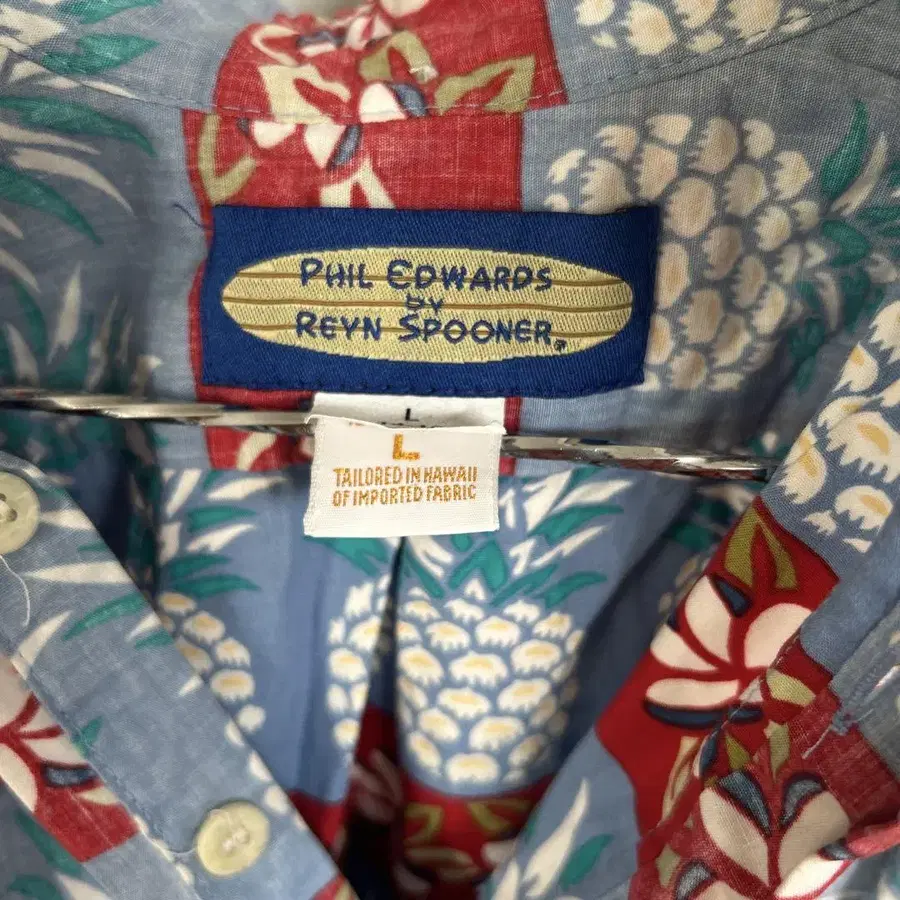 PHIL EDWARDS
BY
REYN SPOONER®
L
L
TAILORED IN HAWAII
OF IMPORTED FABRIC